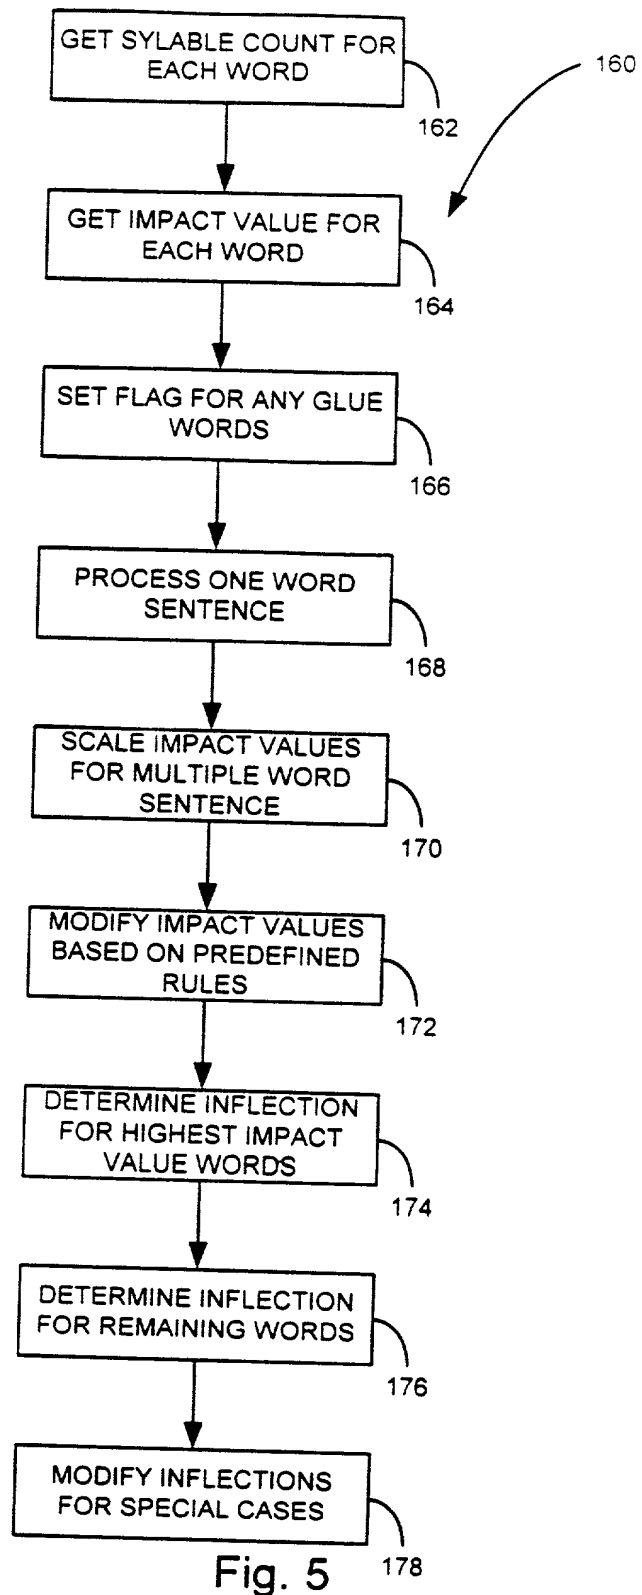 GET SYLABLE COUNT FOR
EACH WORD
160
162
GET IMPACT VALUE FOR
EACH WORD
164
SET FLAG FOR ANY GLUE
WORDS
166
PROCESS ONE WORD
SENTENCE
168
SCALE IMPACT VALUES
FOR MULTIPLE WORD
SENTENCE
170
MODIFY IMPACT VALUES
BASED ON PREDEFINED
RULES
172
DETERMINE INFLECTION
FOR HIGHEST IMPACT
VALUE WORDS
174
DETERMINE INFLECTION
FOR REMAINING WORDS
176
MODIFY INFLECTIONS
FOR SPECIAL CASES
178
Fig. 5